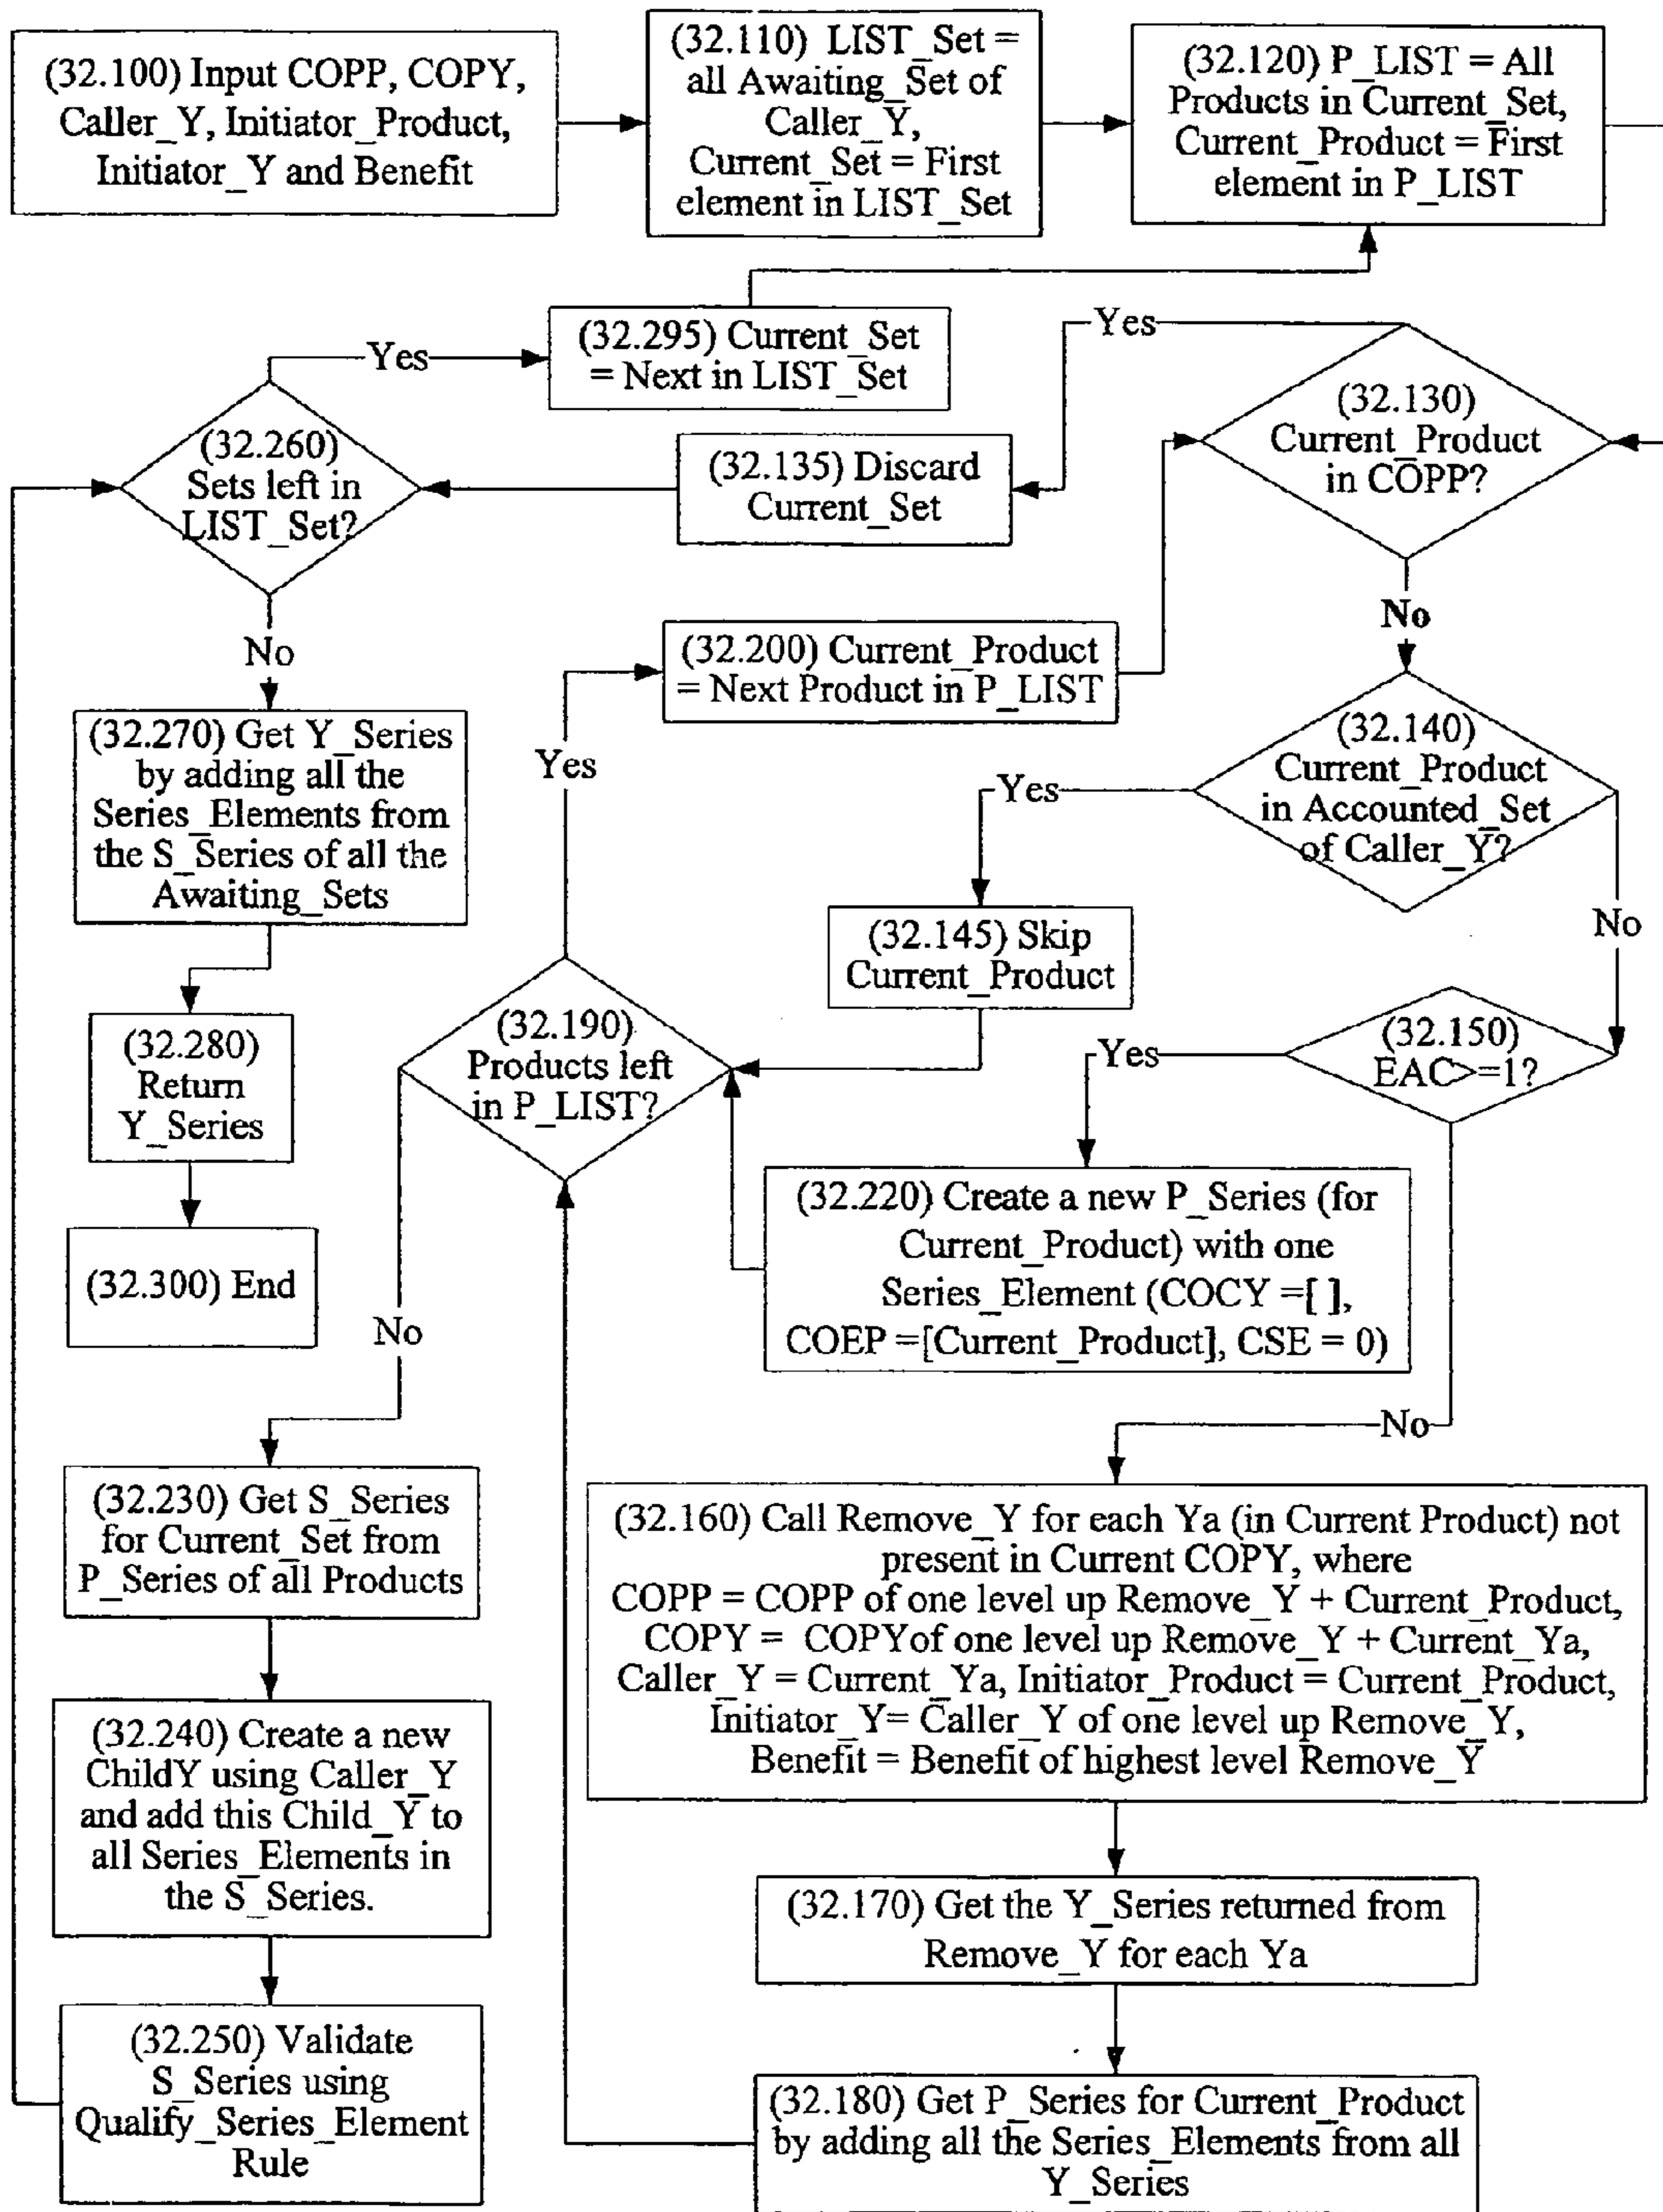 (32.100) Input COPP, COPY,
Caller_Y, Initiator_Product,
Initiator_Y and Benefit
(32.110) LIST_Set =
all Awaiting_Set of
Caller_Y,
Current_Set = First
element in LIST_Set
(32.120) P_LIST = All
Products in Current_Set,
Current_Product = First
element in P_LIST
(32.295) Current_Set
= Next in LIST_Set
Yes
Yes
(32.130)
Current_Product
in COPP?
(32.260)
Sets left in
LIST_Set?
(32.135) Discard
Current_Set
No
No
(32.200) Current_Product
= Next Product in P_LIST
(32.270) Get Y_Series
by adding all the
Series_Elements from
the S_Series of all the
Awaiting_Sets
Yes
(32.140)
Current_Product
in Accounted_Set
of Caller_Y?
Yes
No
(32.145) Skip
Current_Product
(32.280)
Return
Y_Series
(32.190)
Products left
in P_LIST?
(32.150)
EAC>=1?
Yes
(32.220) Create a new P_Series (for
Current_Product) with one
Series_Element (COCY =[ ],
COEP =[Current_Product], CSE = 0)
(32.300) End
No
No
(32.230) Get S_Series
for Current_Set from
P_Series of all Products
(32.160) Call Remove_Y for each Ya (in Current Product) not
present in Current COPY, where
COPP = COPP of one level up Remove_Y + Current_Product,
COPY = COPYof one level up Remove_Y + Current_Ya,
Caller_Y = Current_Ya, Initiator_Product = Current_Product,
Initiator_Y= Caller_Y of one level up Remove_Y,
Benefit = Benefit of highest level Remove_Y
(32.240) Create a new
ChildY using Caller_Y
and add this Child_Y to
all Series_Elements in
the S_Series.
(32.170) Get the Y_Series returned from
Remove_Y for each Ya
(32.250) Validate
S_Series using
Qualify_Series_Element
Rule
(32.180) Get P_Series for Current_Product
by adding all the Series_Elements from all
Y_Series